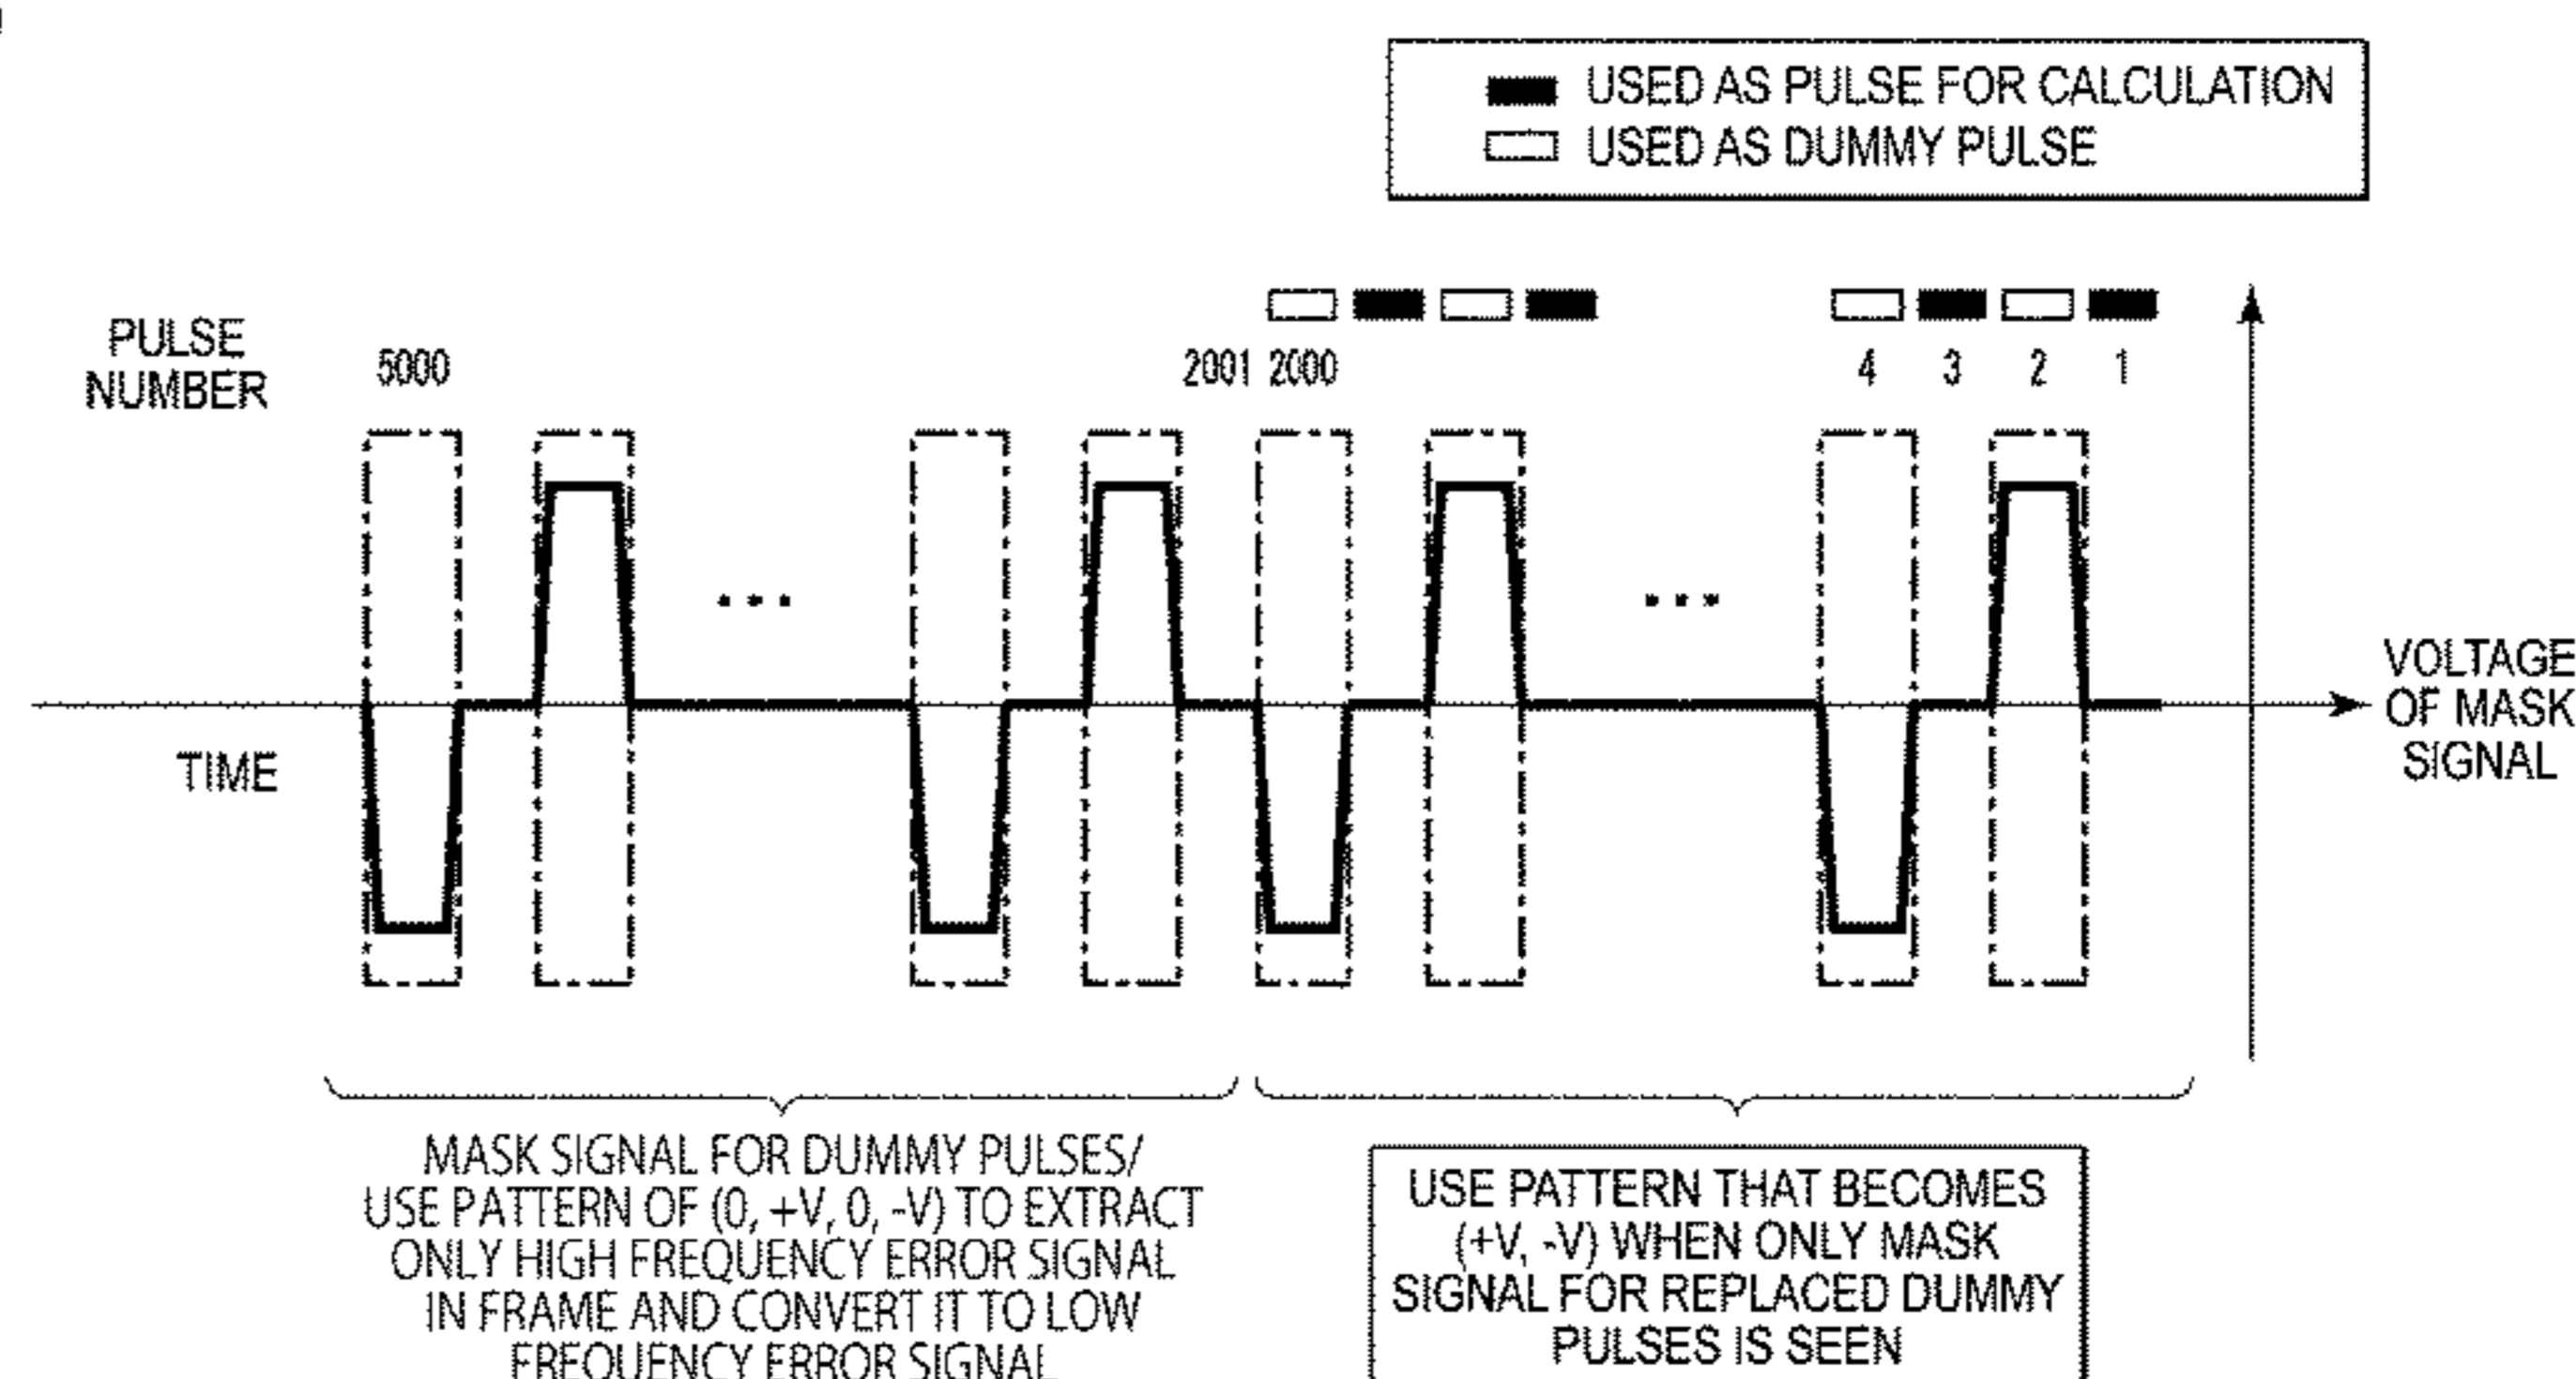 USED AS PULSE FOR CALCULATION
USED AS DUMMY PULSE
PULSE
NUMBER
5000
2001 2000
4 3 2 1
TIME
VOLTAGE
OF MASK
SIGNAL
MASK SIGNAL FOR DUMMY PULSES/
USE PATTERN OF (0, +V, 0, -V) TO EXTRACT
ONLY HIGH FREQUENCY ERROR SIGNAL
IN FRAME AND CONVERT IT TO LOW
FREQUENCY ERROR SIGNAL
USE PATTERN THAT BECOMES
(+V, -V) WHEN ONLY MASK
SIGNAL FOR REPLACED DUMMY
PULSES IS SEEN